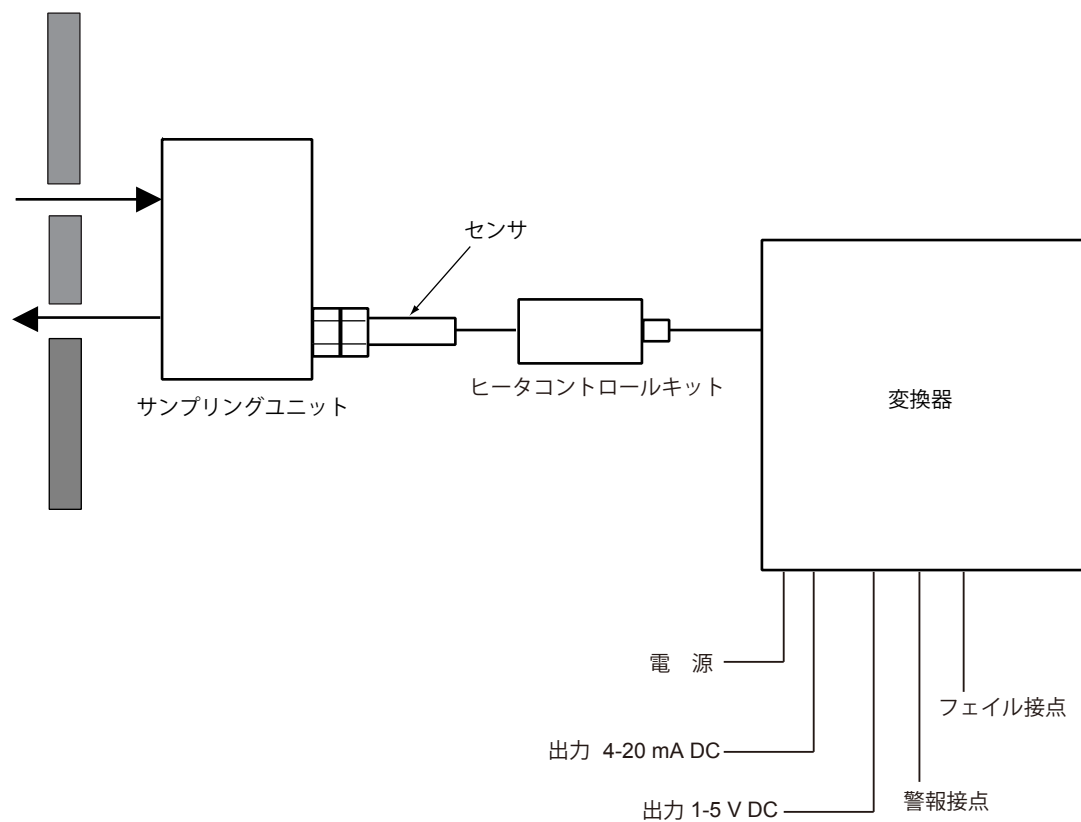 センサ
ヒータコントロールキット
サンプリングユニット
変換器
電　源
フェイル接点
出力 4-20 mA DC
警報接点
出力 1-5 V DC